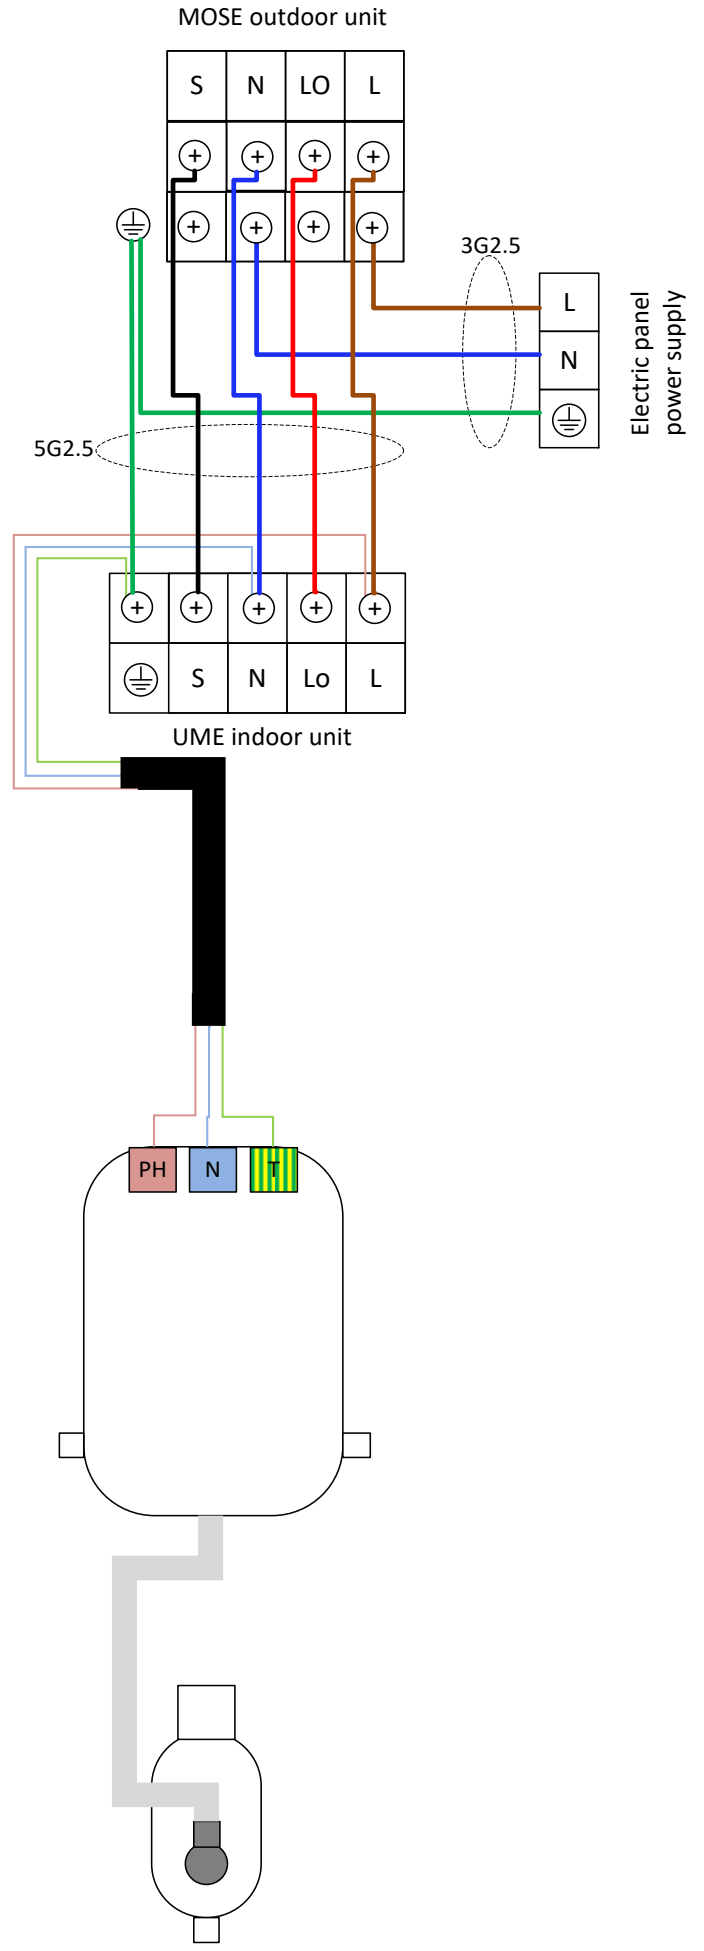 MOSE outdoor unit
S N LO L
3G2.5
L
N
Electric panel
power supply
5G2.5
S N Lo L
UME indoor unit
PH N T